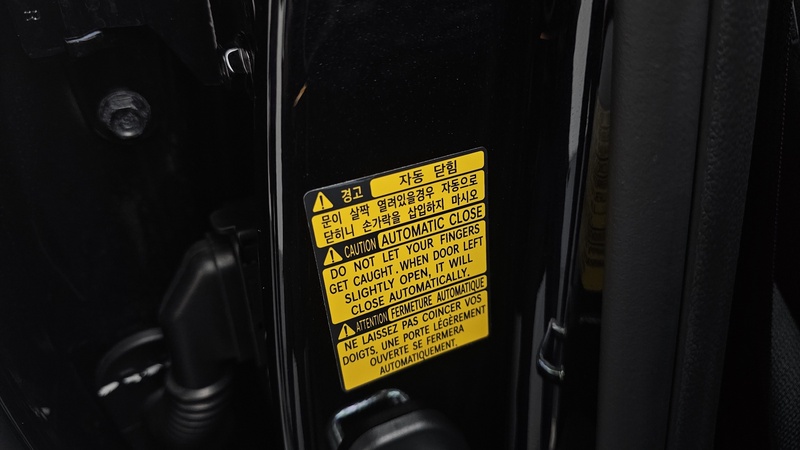 경고 자동 닫힘
문이 살짝 열려있을경우 자동으로
닫히니 손가락을 삽입하지 마시오
CAUTION AUTOMATIC CLOSE
DO NOT LET YOUR FINGERS
GET CAUGHT. WHEN DOOR LEFT
SLIGHTLY OPEN, IT WILL
CLOSE AUTOMATICALLY.
ATTENTION FERMETURE AUTOMATIQUE
NE LAISSEZ PAS COINCER VOS
DOIGTS. UNE PORTE LÉGÈREMENT
OUVERTE SE FERMERA
AUTOMATIQUEMENT.